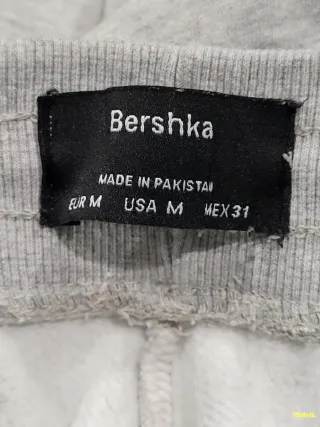 Bershka
MADE IN PAKISTAN
EUR M USA M MEX 31